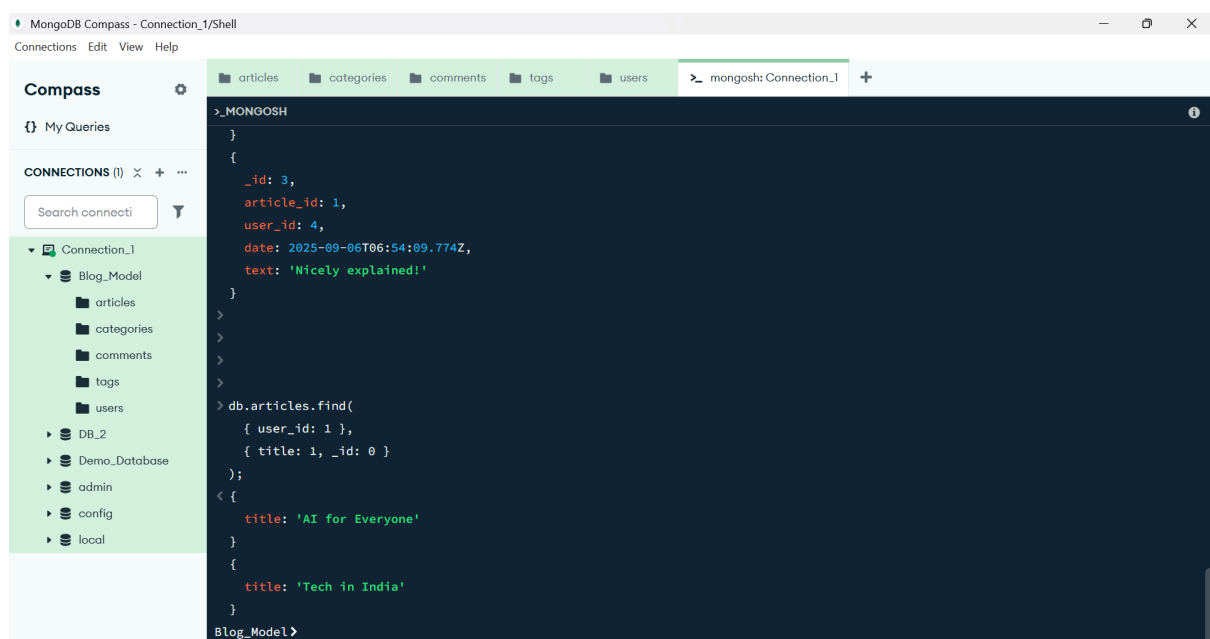 MongoDB Compass - Connection_1/Shell
Connections Edit View Help
Compass
{} My Queries
CONNECTIONS (1)
Search connecti
Connection_1
Blog_Model
articles
categories
comments
tags
users
DB_2
Demo_Database
admin
config
local
articles categories comments tags users >_ mongosh: Connection_1 +
>_MONGOSH
}
{
_id: 3,
article_id: 1,
user_id: 4,
date: 2025-09-06T06:54:09.774Z,
text: 'Nicely explained!'
}
>
>
>
>
> db.articles.find(
{ user_id: 1 },
{ title: 1, _id: 0 }
);
< {
title: 'AI for Everyone'
}
{
title: 'Tech in India'
}
Blog_Model>